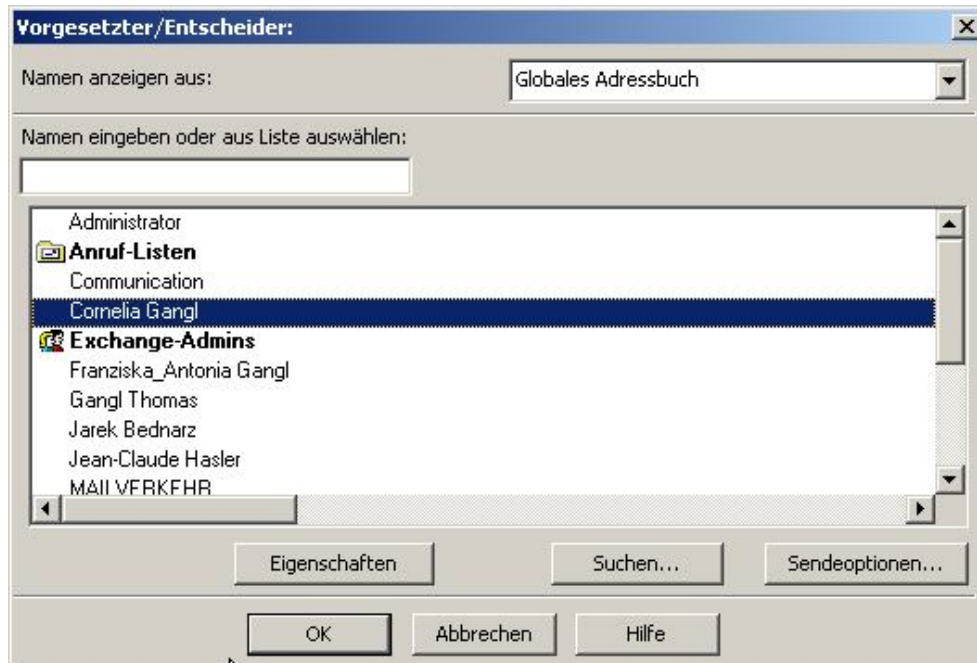 Vorgesetzter/Entscheider:
Namen anzeigen aus: Globales Adressbuch
Namen eingeben oder aus Liste auswählen:
Administrator
Anruf-Listen
Communication
Cornelia Gangl
Exchange-Admins
Franziska_Antonia Gangl
Gangl Thomas
Jarek Bednarz
Jean-Claude Hasler
MAILVERKEHR
Eigenschaften Suchen... Sendeoptionen...
OK Abbrechen Hilfe